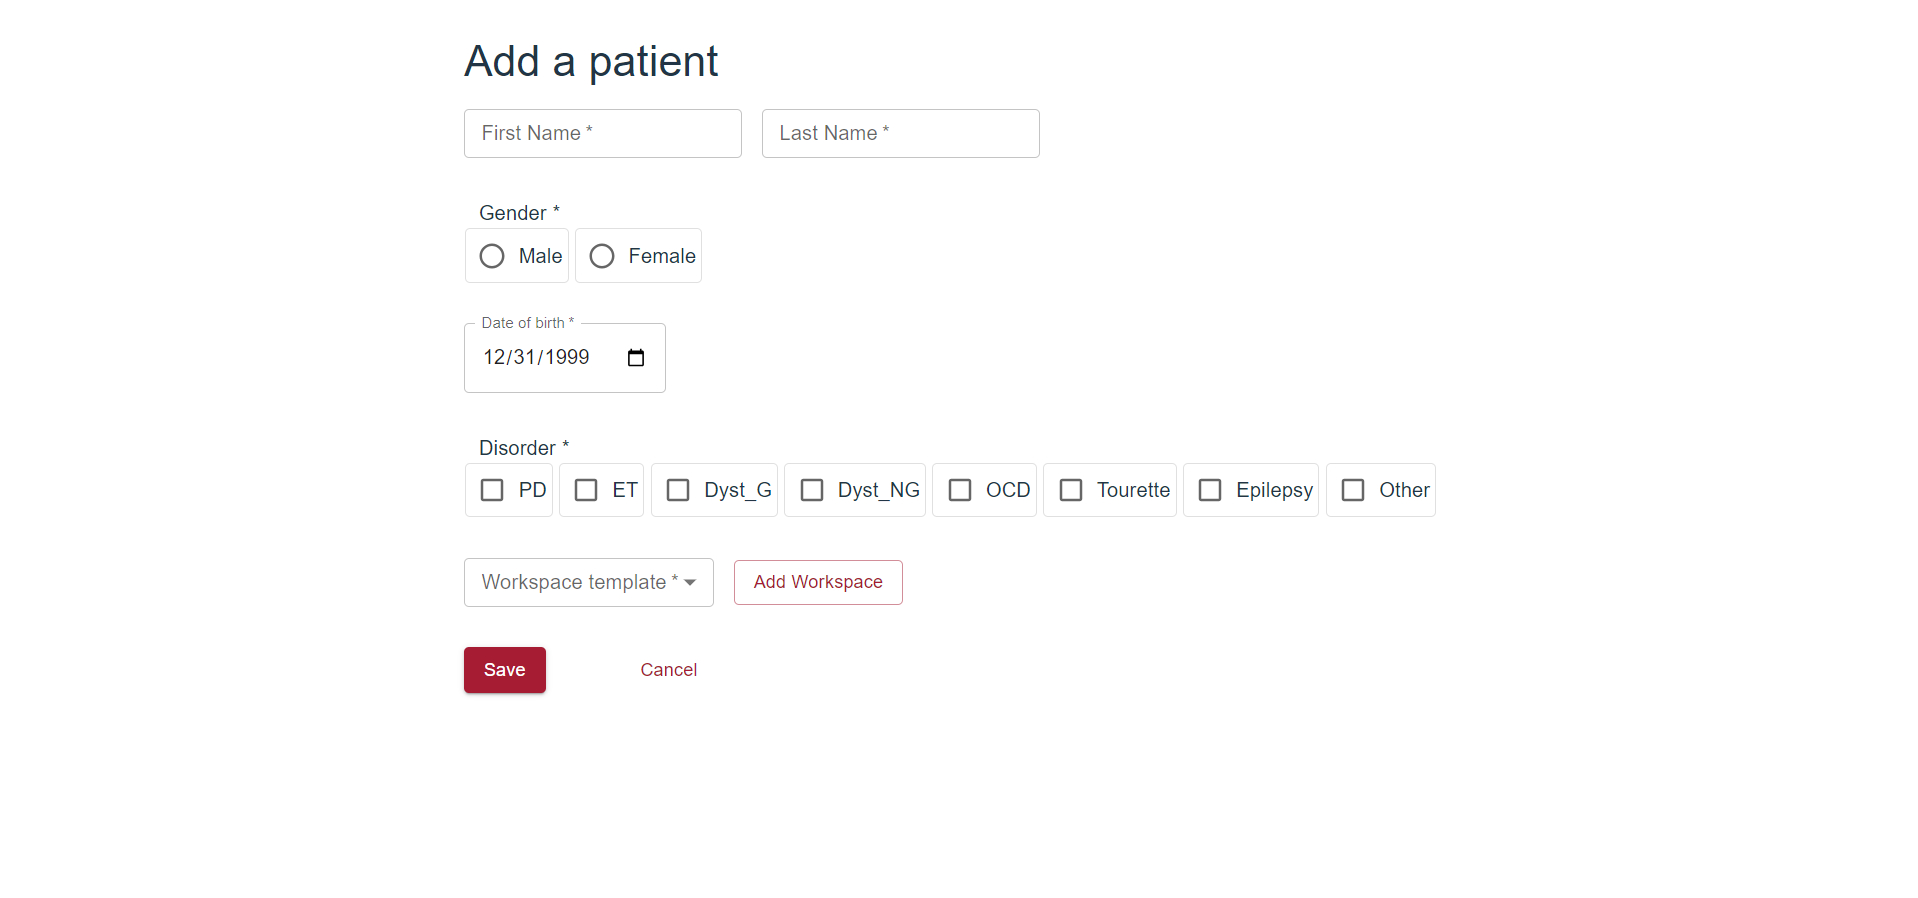 Add a patient
First Name * Last Name *
Gender *
Male Female
Date of birth *
12/31/1999
Disorder *
PD ET Dyst_G Dyst_NG OCD Tourette Epilepsy Other
Workspace template * Add Workspace
Save Cancel